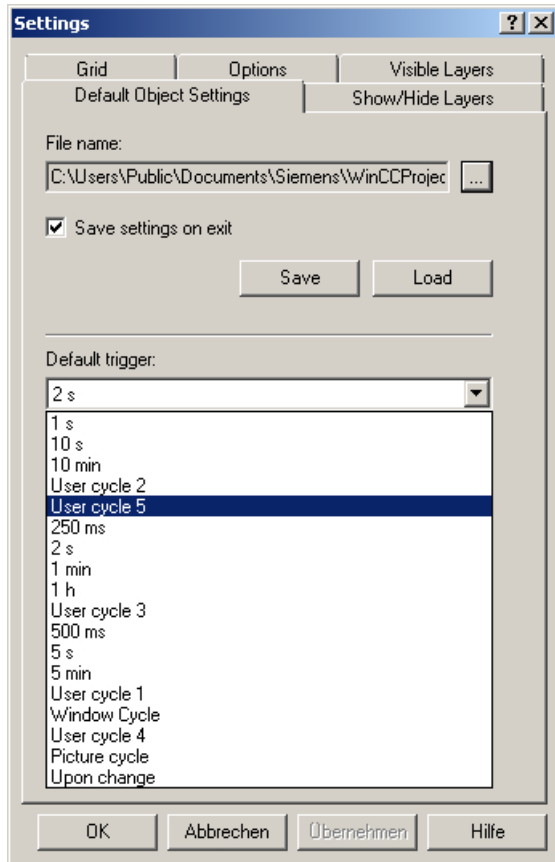 Settings
Grid
Options
Visible Layers
Default Object Settings
Show/Hide Layers
File name:
C:\Users\Public\Documents\Siemens\WinCCProjec
...
Save settings on exit
Save
Load
Default trigger:
2 s
1 s
10 s
10 min
User cycle 2
User cycle 5
250 ms
2 s
1 min
1 h
User cycle 3
500 ms
5 s
5 min
User cycle 1
Window Cycle
User cycle 4
Picture cycle
Upon change
OK
Abbrechen
Übernehmen
Hilfe